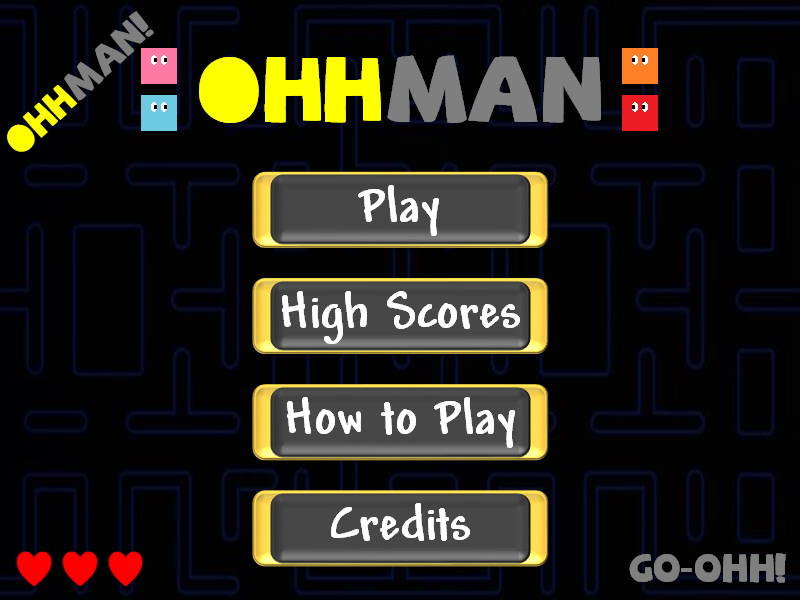 OHHMAN!
OHHMAN
Play
High Scores
How to Play
Credits
GO-OHH!